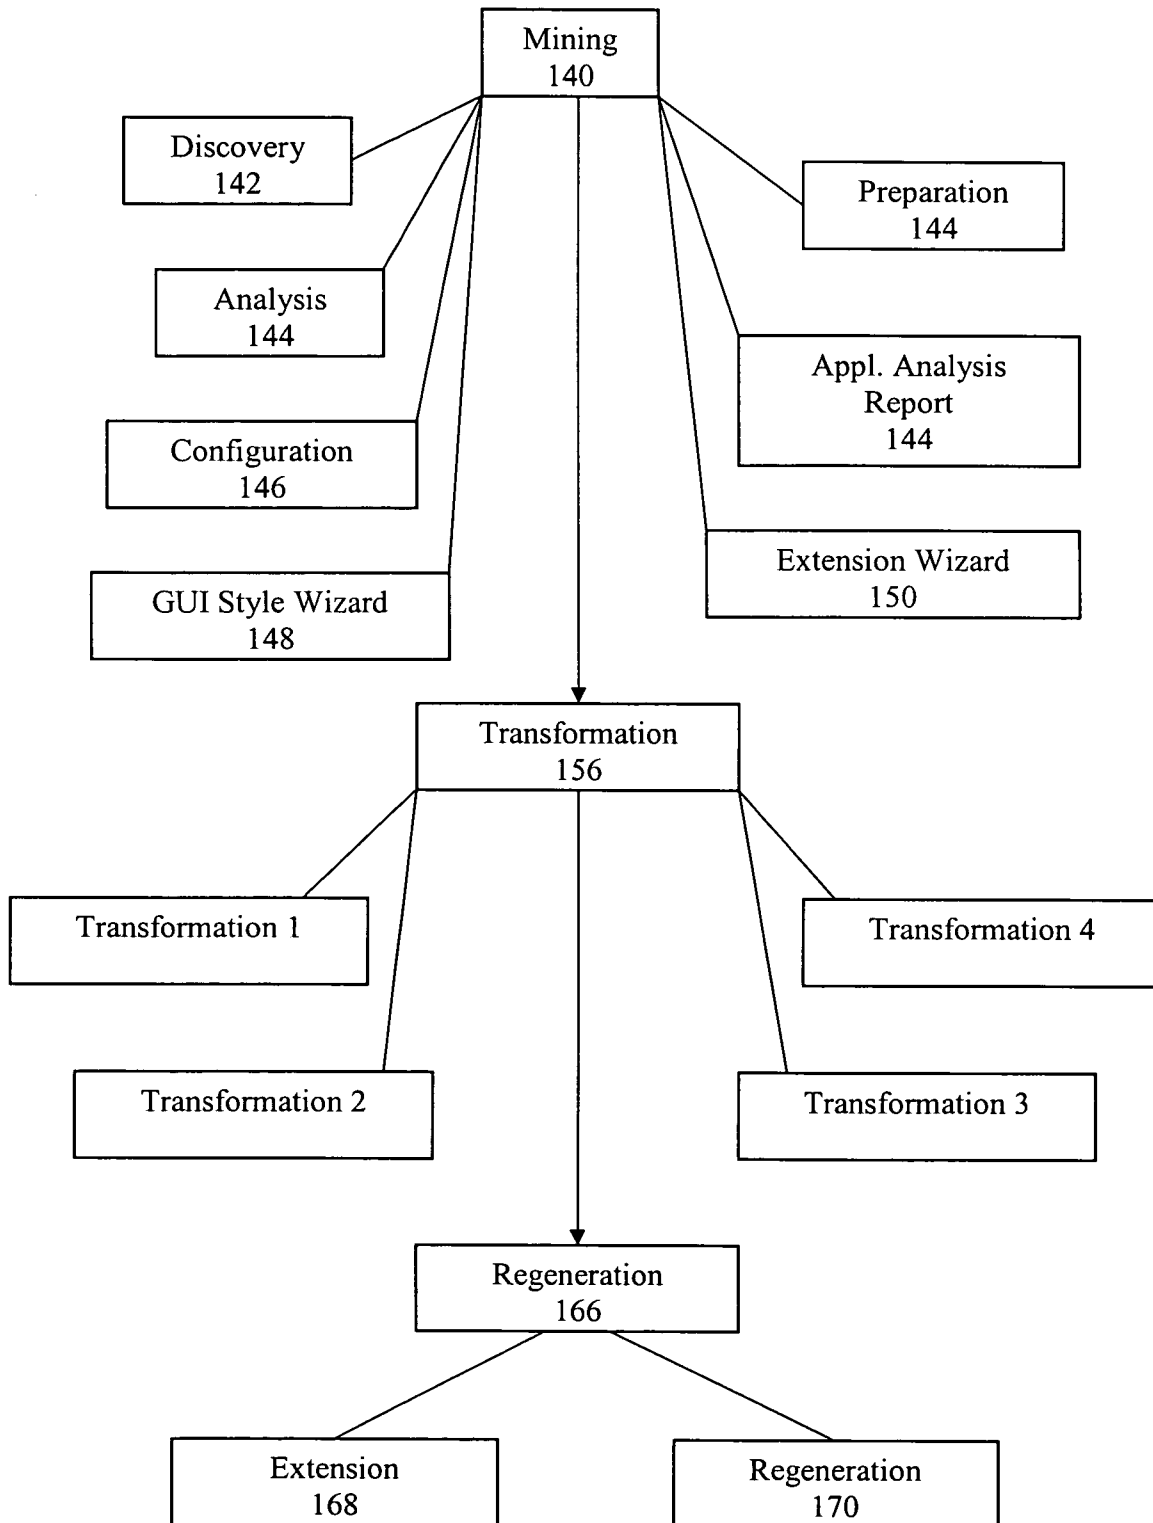 Mining
140
Discovery
142
Preparation
144
Analysis
144
Appl. Analysis
Report
144
Configuration
146
Extension Wizard
150
GUI Style Wizard
148
Transformation
156
Transformation 1
Transformation 4
Transformation 2
Transformation 3
Regeneration
166
Extension
168
Regeneration
170